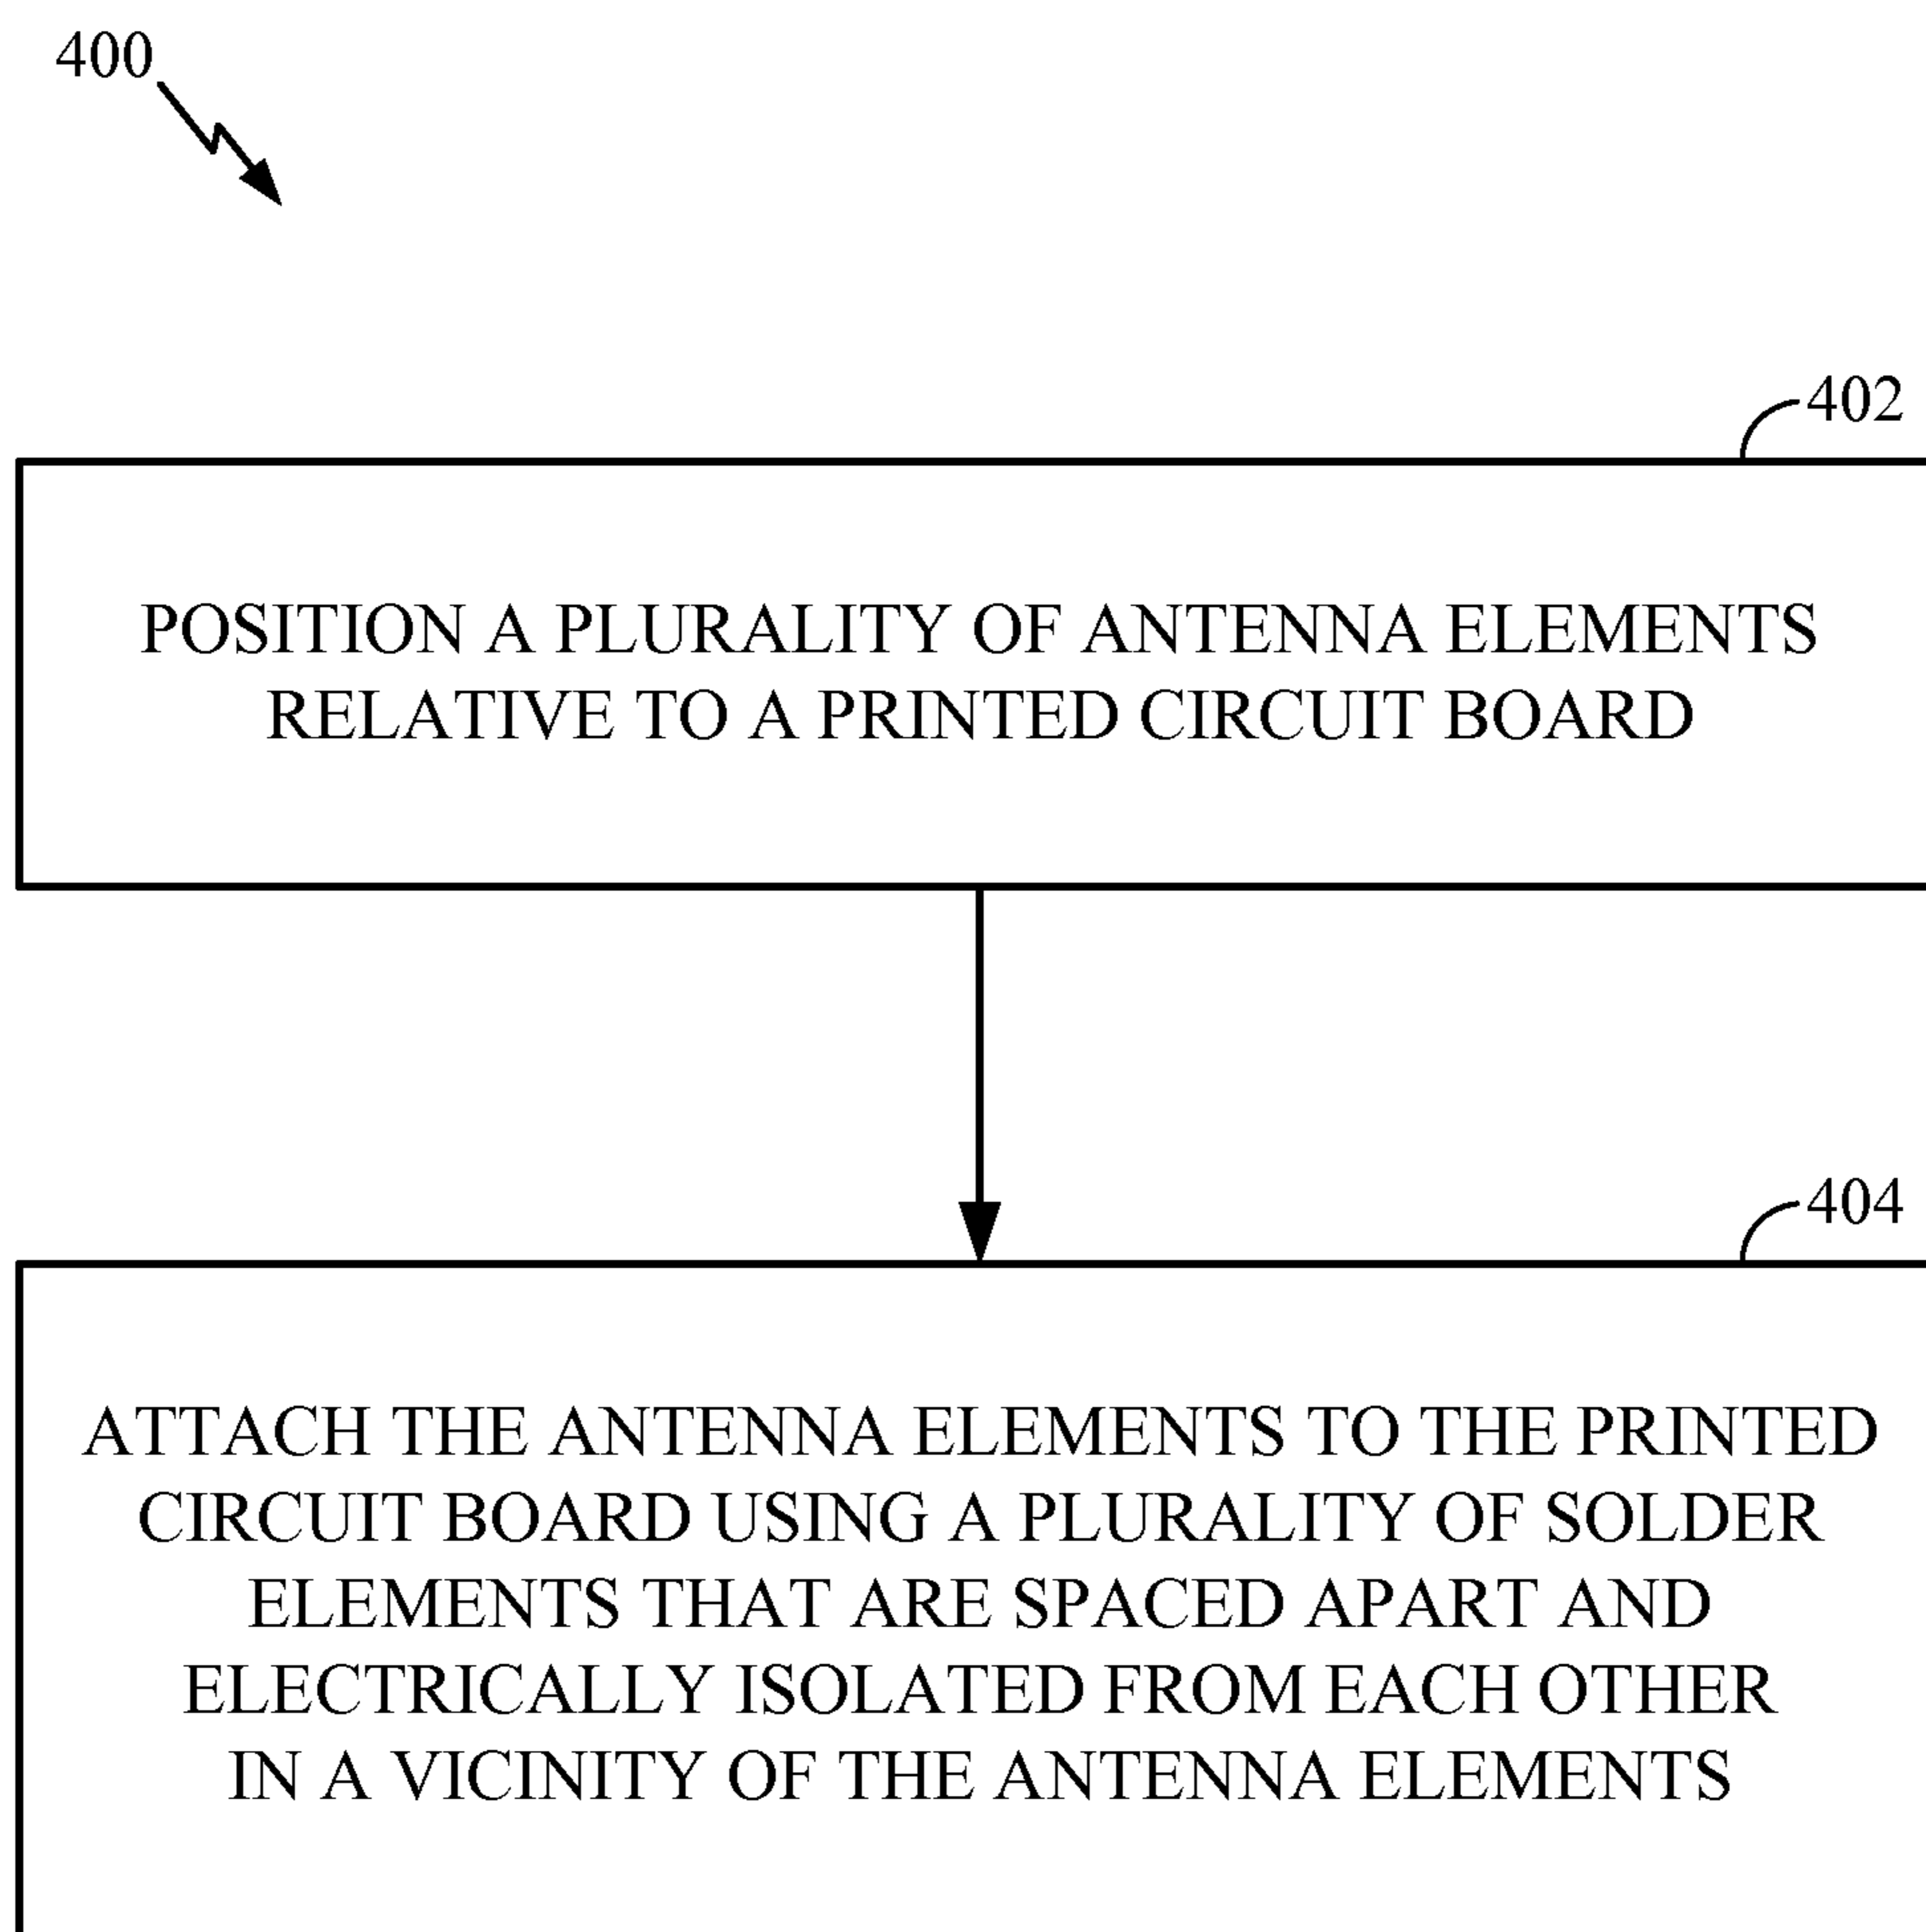 400
402
POSITION A PLURALITY OF ANTENNA ELEMENTS
RELATIVE TO A PRINTED CIRCUIT BOARD
404
ATTACH THE ANTENNA ELEMENTS TO THE PRINTED
CIRCUIT BOARD USING A PLURALITY OF SOLDER
ELEMENTS THAT ARE SPACED APART AND
ELECTRICALLY ISOLATED FROM EACH OTHER
IN A VICINITY OF THE ANTENNA ELEMENTS